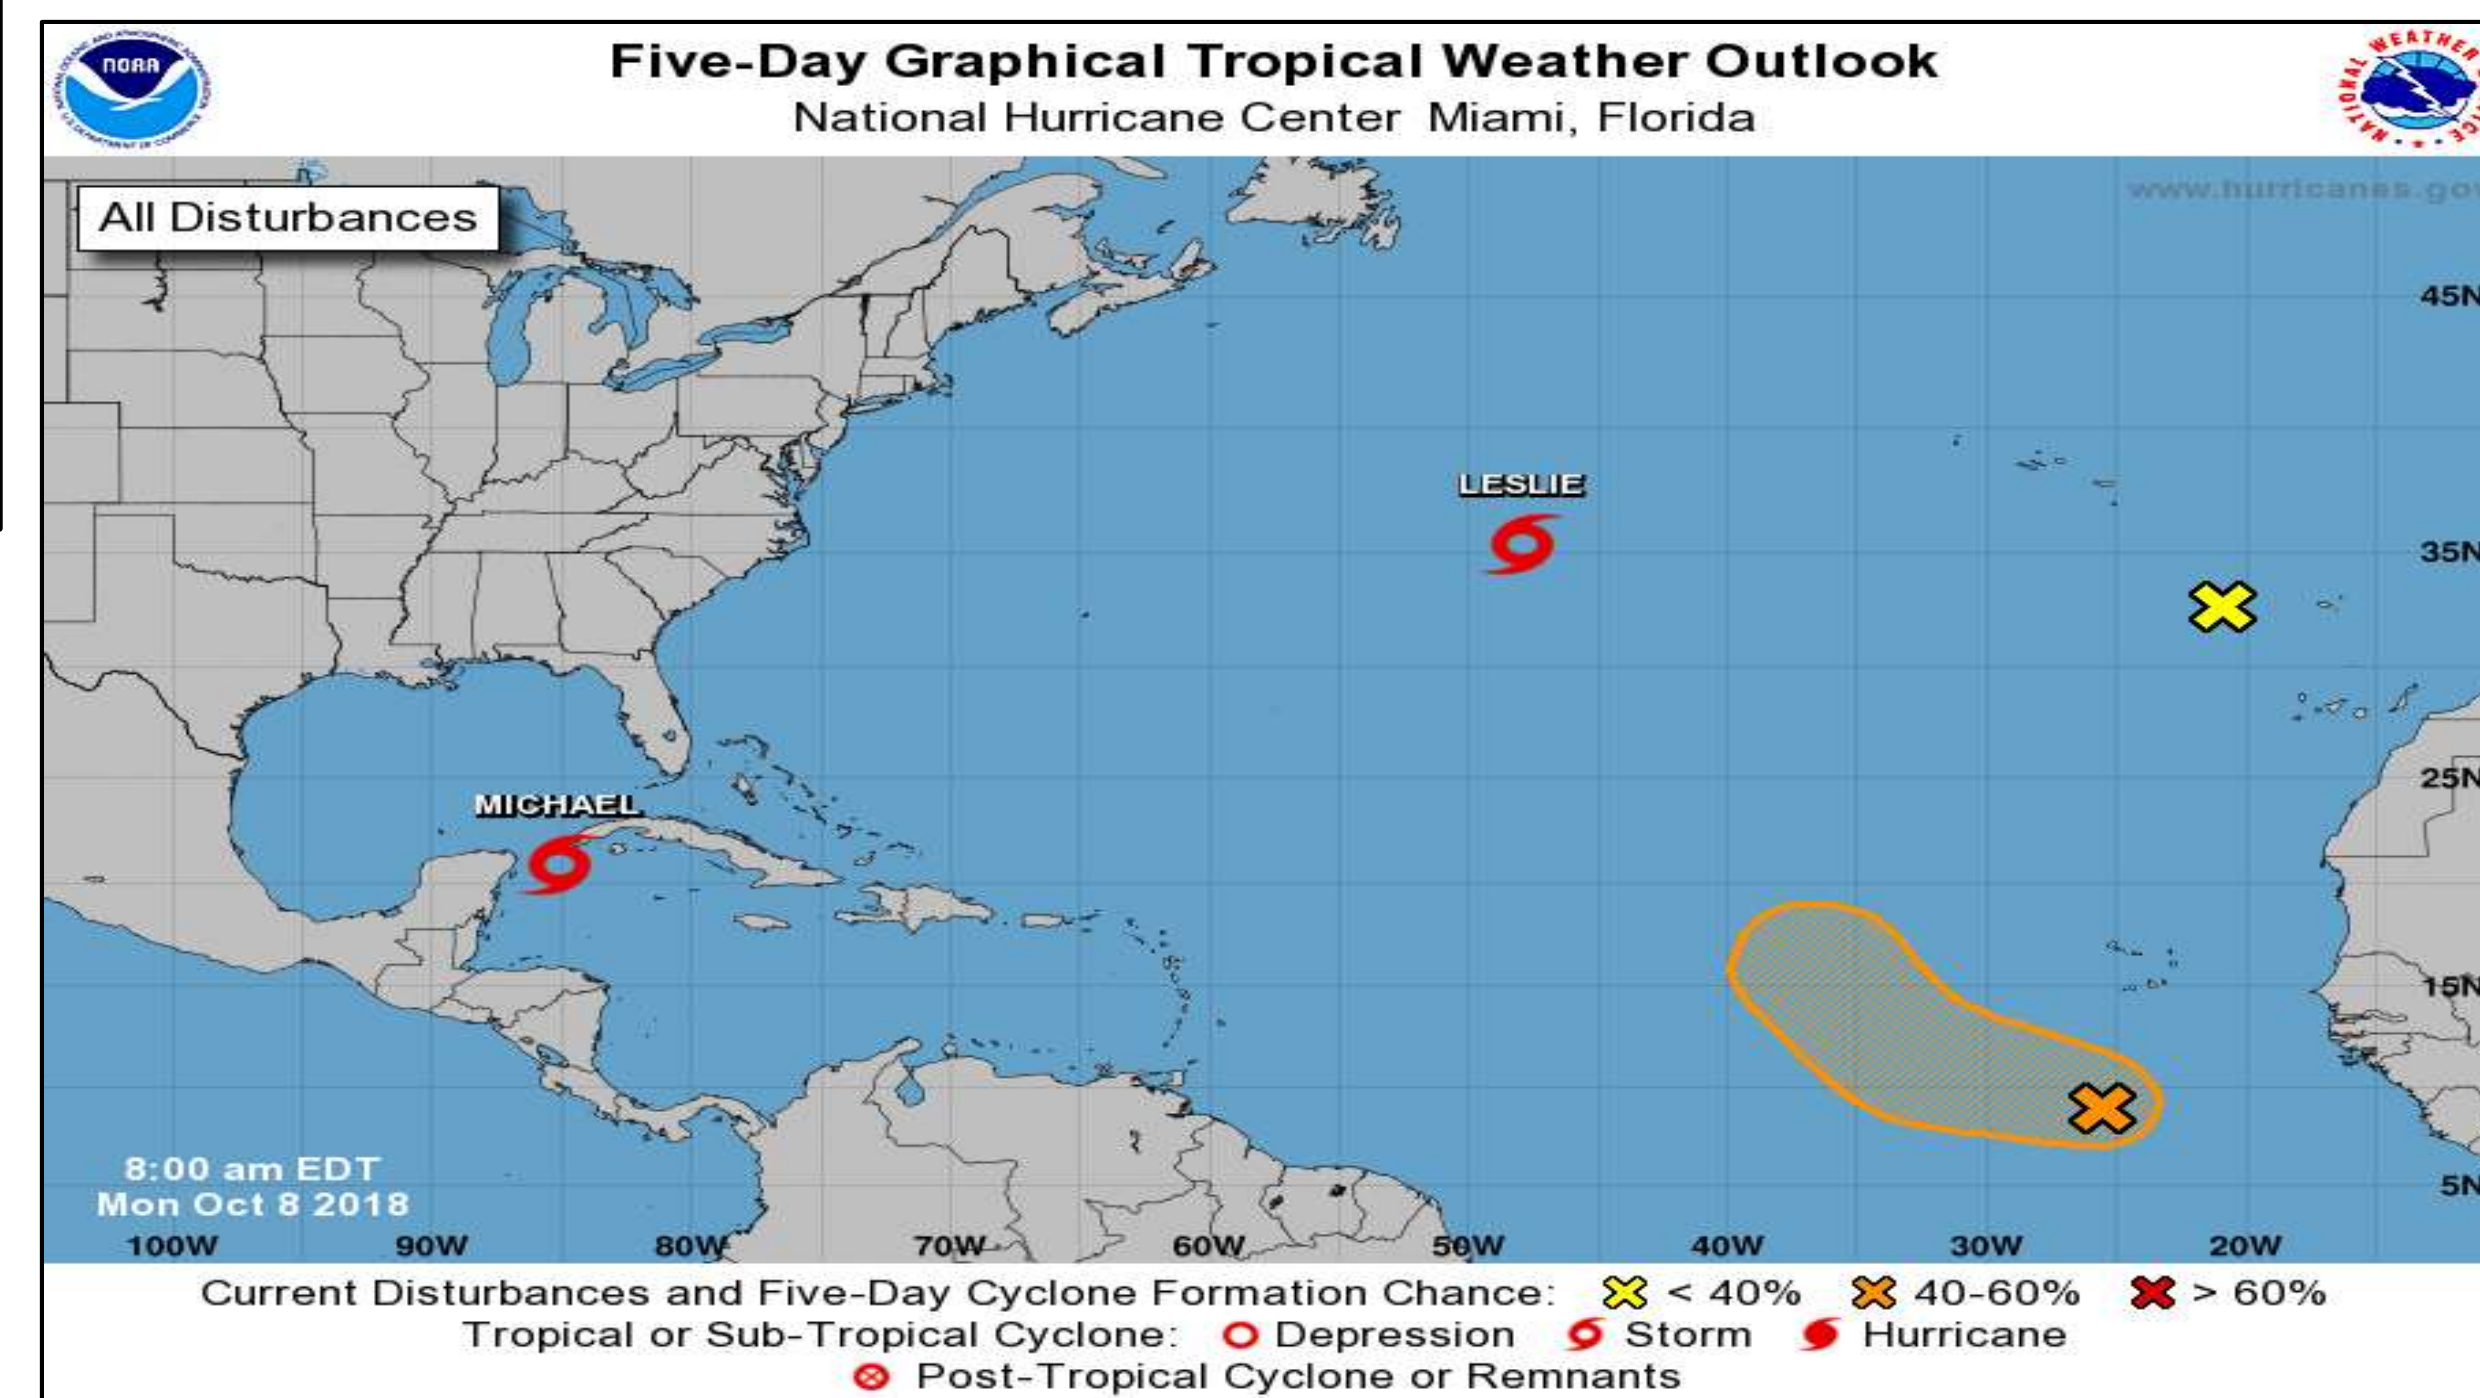 Five-Day Graphical Tropical Weather Outlook
National Hurricane Center Miami, Florida
NOAA
NATIONAL WEATHER
All Disturbances
www.hurricanes.gov
45N
LESLIE
35N
25N
MICHAEL
15N
8:00 am EDT
Mon Oct 8 2018
5N
100W 90W 80W 70W 60W 50W 40W 30W 20W
Current Disturbances and Five-Day Cyclone Formation Chance: < 40% 40-60% > 60%
Tropical or Sub-Tropical Cyclone: Depression Storm Hurricane
Post-Tropical Cyclone or Remnants